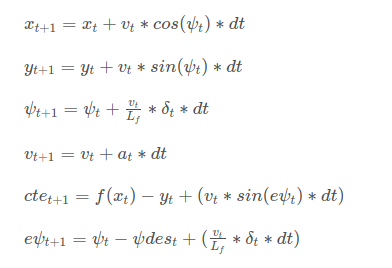 x_{t+1} = x_t + v_t * cos(ψ_t) * dt
y_{t+1} = y_t + v_t * sin(ψ_t) * dt
ψ_{t+1} = ψ_t + \frac{v_t}{L_f} * δ_t * dt
v_{t+1} = v_t + a_t * dt
cte_{t+1} = f(x_t) − y_t + (v_t * sin(eψ_t) * dt)
eψ_{t+1} = ψ_t − ψdes_t + (\frac{v_t}{L_f} * δ_t * dt)